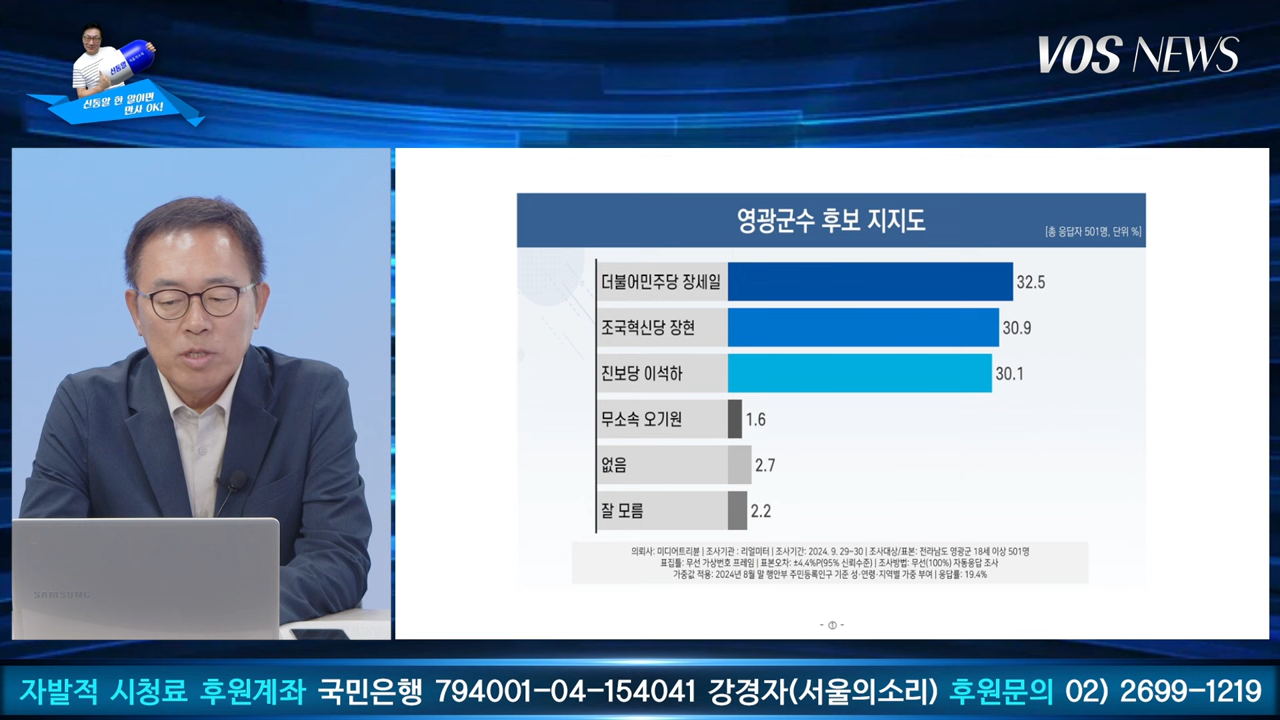 신통알
신통알 한 알이면
만사 OK!
VOS NEWS
영광군수 후보 지지도
[총 응답자 501명, 단위 %]
더불어민주당 장세일 32.5
조국혁신당 장현 30.9
진보당 이석하 30.1
무소속 오기원 1.6
없음 2.7
잘 모름 2.2
의뢰사: 미디어트리뷴 | 조사기관 : 리얼미터 | 조사기간: 2024. 9. 29~30 | 조사대상/표본: 전라남도 영광군 18세 이상 501명
표집틀: 무선 가상번호 프레임 | 표본오차: ±4.4%P(95% 신뢰수준) | 조사방법: 무선(100%) 자동응답 조사
가중값 적용: 2024년 8월 말 행안부 주민등록인구 기준 성·연령·지역별 가중 부여 | 응답률: 19.4%
- ① -
SAMSUNG
자발적 시청료 후원계좌 국민은행 794001-04-154041 강경자(서울의소리) 후원문의 02) 2699-1219